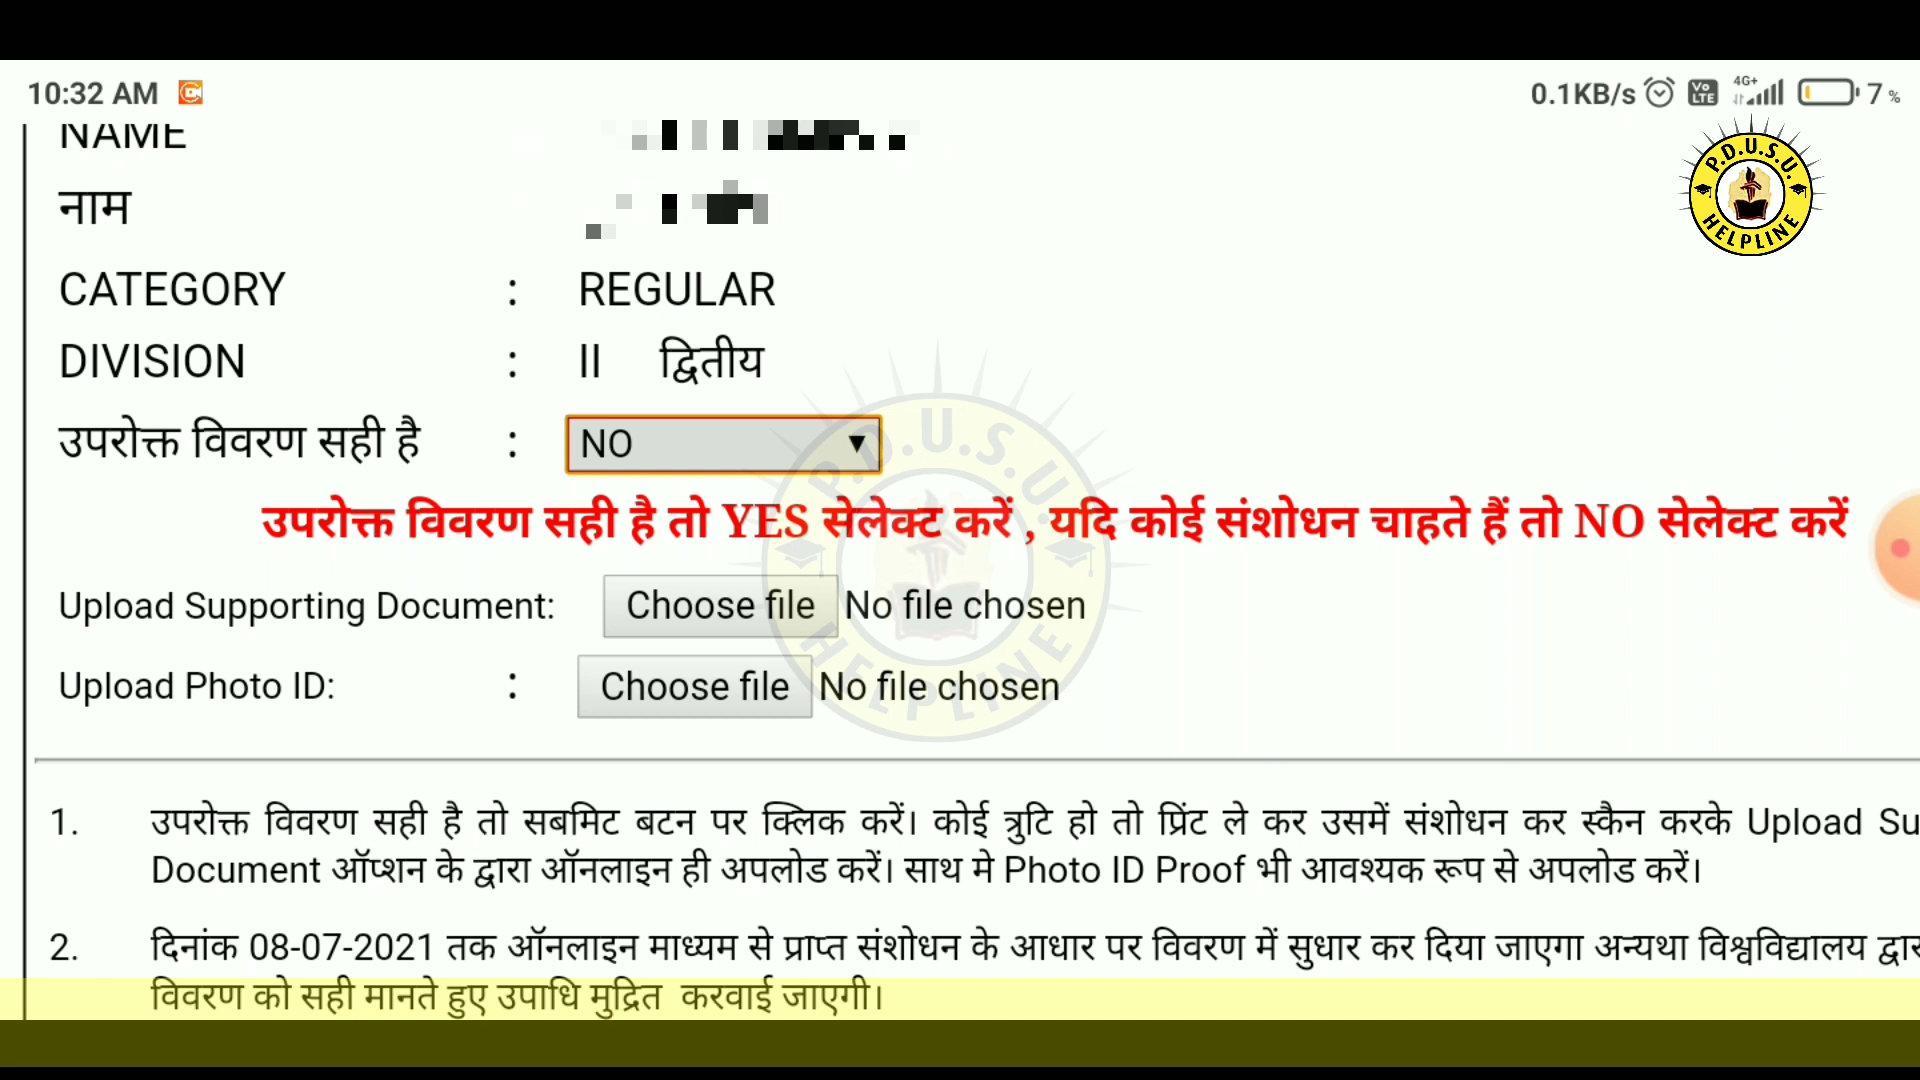 10:32 AM
0.1KB/s Vo LTE 4G+ 7 %
NAME
P.D.U.S.U.
HELPLINE
नाम
CATEGORY : REGULAR
DIVISION : II द्वितीय
उपरोक्त विवरण सही है : NO
P.D.U.S.U.
उपरोक्त विवरण सही है तो YES सेलेक्ट करें , यदि कोई संशोधन चाहते हैं तो NO सेलेक्ट करें
Upload Supporting Document: Choose file No file chosen
Upload Photo ID: : Choose file No file chosen
HELPLINE
1. उपरोक्त विवरण सही है तो सबमिट बटन पर क्लिक करें। कोई त्रुटि हो तो प्रिंट ले कर उसमें संशोधन कर स्कैन करके Upload Su
Document ऑप्शन के द्वारा ऑनलाइन ही अपलोड करें। साथ मे Photo ID Proof भी आवश्यक रूप से अपलोड करें।
2. दिनांक 08-07-2021 तक ऑनलाइन माध्यम से प्राप्त संशोधन के आधार पर विवरण में सुधार कर दिया जाएगा अन्यथा विश्वविद्यालय
विवरण को सही मानते हुए उपाधि मुद्रित करवाई जाएगी।